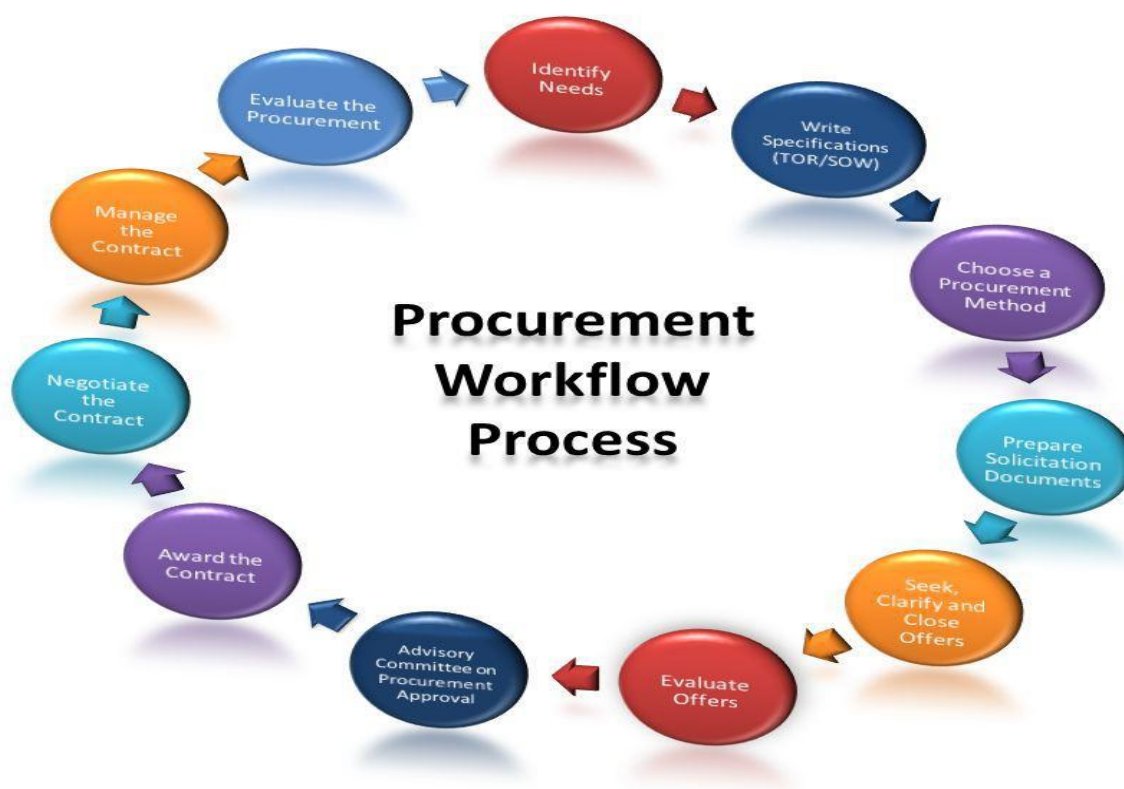 Identify
Needs
Write
Specifications
(TOR/SOW)
Choose a
Procurement
Method
Prepare
Solicitation
Documents
Seek,
Clarify and
Close
Offers
Evaluate
Offers
Advisory
Committee on
Procurement
Approval
Award the
Contract
Negotiate
the
Contract
Manage
the
Contract
Evaluate the
Procurement
Procurement
Workflow
Process